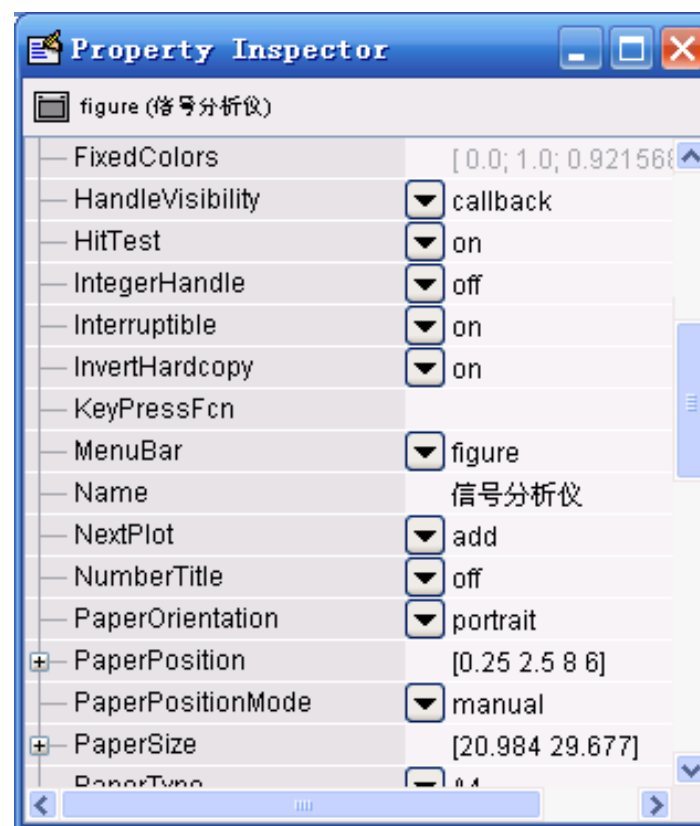 Property Inspector
figure (信号分析仪)
FixedColors [ 0.0; 1.0; 0.92156
HandleVisibility callback
HitTest on
IntegerHandle off
Interruptible on
InvertHardcopy on
KeyPressFcn
MenuBar figure
Name 信号分析仪
NextPlot add
NumberTitle off
PaperOrientation portrait
PaperPosition [0.25 2.5 8 6]
PaperPositionMode manual
PaperSize [20.984 29.677]
PaperType A4